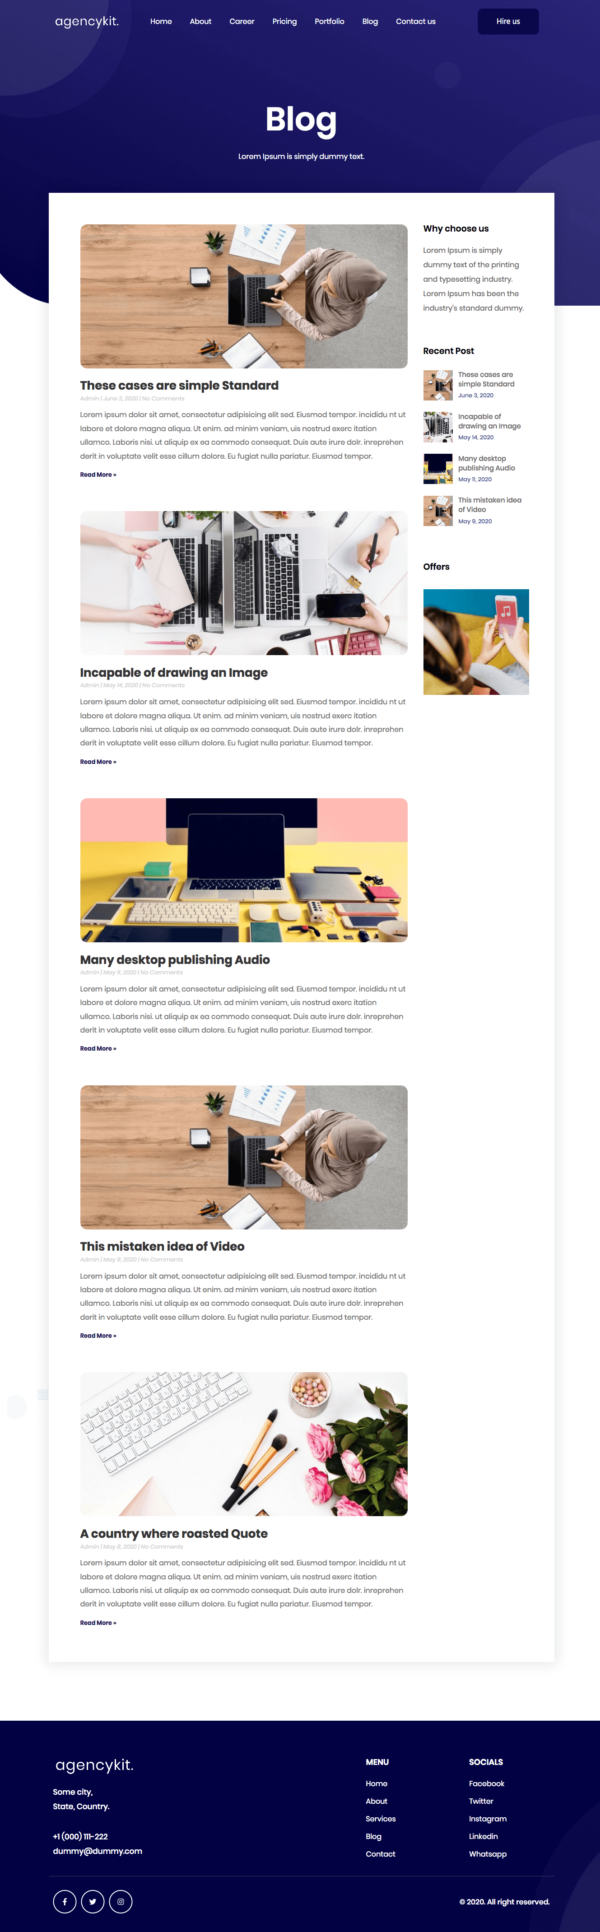 agencykit.
Home About Career Pricing Portfolio Blog Contact us
Hire us
Blog
Lorem Ipsum is simply dummy text.
These cases are simple Standard
Admin | June 3, 2020 | No Comments
Lorem ipsum dolor sit amet, consectetur adipisicing elit sed. Eiusmod tempor. incididu nt ut
labore et dolore magna aliqua. Ut enim. ad minim veniam, uis nostrud exerc itation
ullamco. Laboris nisi. ut aliquip ex ea commodo consequat. Duis aute irure dolr. inreprehen
derit in voluptate velit esse cillum dolore. Eu fugiat nulla pariatur. Eiusmod tempor.
Read More »
Incapable of drawing an Image
Admin | May 14, 2020 | No Comments
Lorem ipsum dolor sit amet, consectetur adipisicing elit sed. Eiusmod tempor. incididu nt ut
labore et dolore magna aliqua. Ut enim. ad minim veniam, uis nostrud exerc itation
ullamco. Laboris nisi. ut aliquip ex ea commodo consequat. Duis aute irure dolr. inreprehen
derit in voluptate velit esse cillum dolore. Eu fugiat nulla pariatur. Eiusmod tempor.
Read More »
Many desktop publishing Audio
Admin | May 11, 2020 | No Comments
Lorem ipsum dolor sit amet, consectetur adipisicing elit sed. Eiusmod tempor. incididu nt ut
labore et dolore magna aliqua. Ut enim. ad minim veniam, uis nostrud exerc itation
ullamco. Laboris nisi. ut aliquip ex ea commodo consequat. Duis aute irure dolr. inreprehen
derit in voluptate velit esse cillum dolore. Eu fugiat nulla pariatur. Eiusmod tempor.
Read More »
This mistaken idea of Video
Admin | May 9, 2020 | No Comments
Lorem ipsum dolor sit amet, consectetur adipisicing elit sed. Eiusmod tempor. incididu nt ut
labore et dolore magna aliqua. Ut enim. ad minim veniam, uis nostrud exerc itation
ullamco. Laboris nisi. ut aliquip ex ea commodo consequat. Duis aute irure dolr. inreprehen
derit in voluptate velit esse cillum dolore. Eu fugiat nulla pariatur. Eiusmod tempor.
Read More »
A country where roasted Quote
Admin | May 8, 2020 | No Comments
Lorem ipsum dolor sit amet, consectetur adipisicing elit sed. Eiusmod tempor. incididu nt ut
labore et dolore magna aliqua. Ut enim. ad minim veniam, uis nostrud exerc itation
ullamco. Laboris nisi. ut aliquip ex ea commodo consequat. Duis aute irure dolr. inreprehen
derit in voluptate velit esse cillum dolore. Eu fugiat nulla pariatur. Eiusmod tempor.
Read More »
Why choose us
Lorem Ipsum is simply
dummy text of the printing
and typesetting industry.
Lorem Ipsum has been the
industry's standard dummy.
Recent Post
These cases are
simple Standard
June 3, 2020
Incapable of
drawing an Image
May 14, 2020
Many desktop
publishing Audio
May 11, 2020
This mistaken idea
of Video
May 9, 2020
Offers
agencykit.
Some city,
State, Country.
+1 (000) 111-222
dummy@dummy.com
MENU
Home
About
Services
Blog
Contact
SOCIALS
Facebook
Twitter
Instagram
Linkedin
Whatsapp
© 2020. All right reserved.